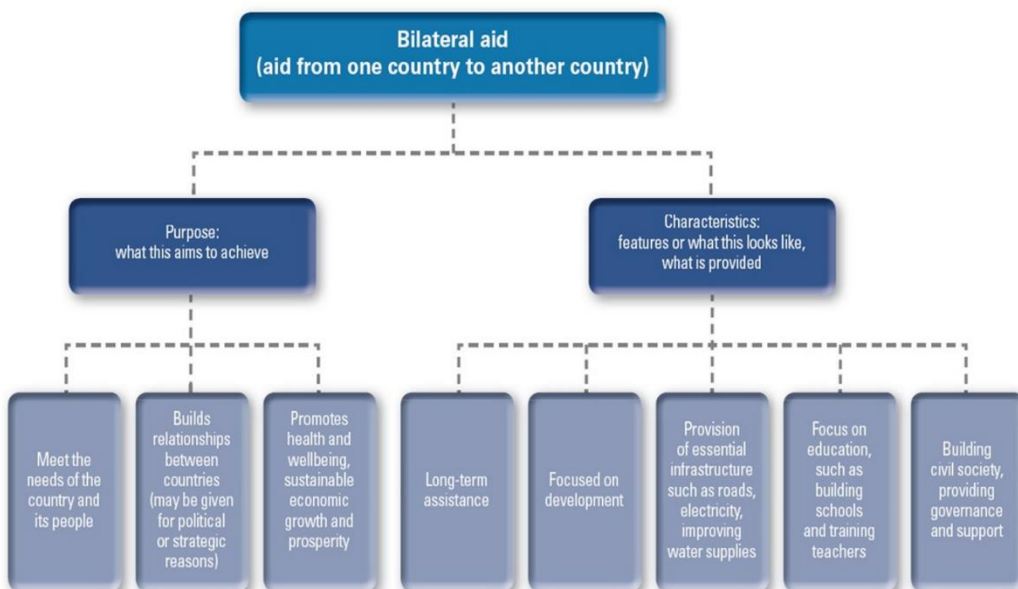 Bilateral aid
(aid from one country to another country)
Purpose:
what this aims to achieve
Characteristics:
features or what this looks like,
what is provided
Meet the
needs of the
country and
its people
Builds
relationships
between
countries
(may be given
for political
or strategic
reasons)
Promotes
health and
wellbeing,
sustainable
economic
growth and
prosperity
Long-term
assistance
Focused on
development
Provision
of essential
infrastructure
such as roads,
electricity,
improving
water supplies
Focus on
education,
such as
building
schools
and training
teachers
Building
civil society,
providing
governance
and support